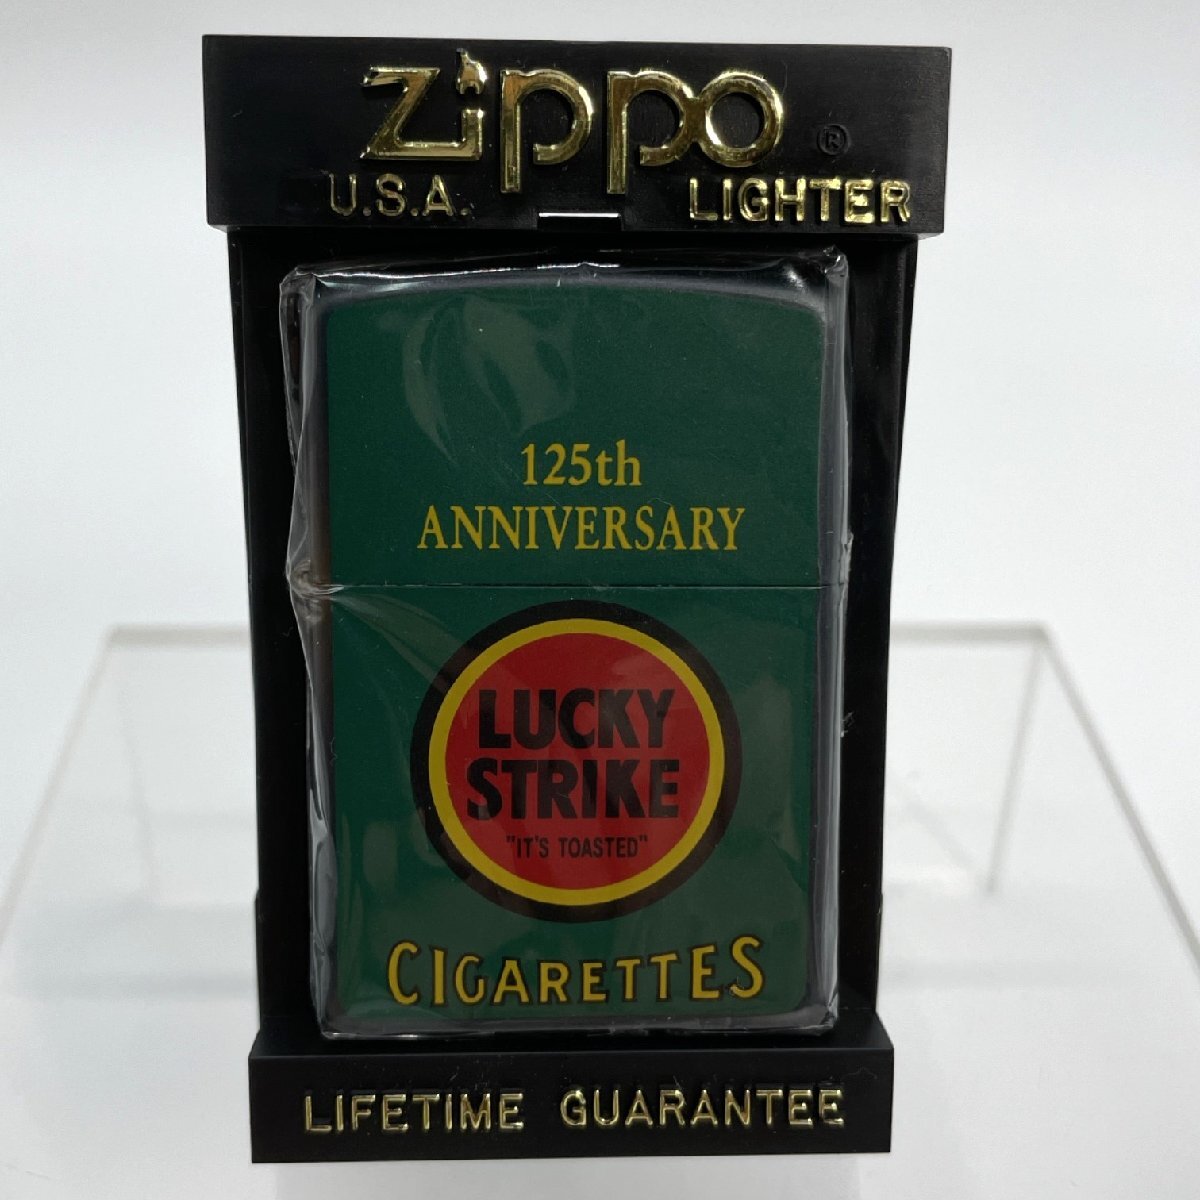 Zippo ®
U.S.A. LIGHTER
125th
ANNIVERSARY
LUCKY
STRIKE
"IT'S TOASTED"
CIGARETTES
LIFETIME GUARANTEE